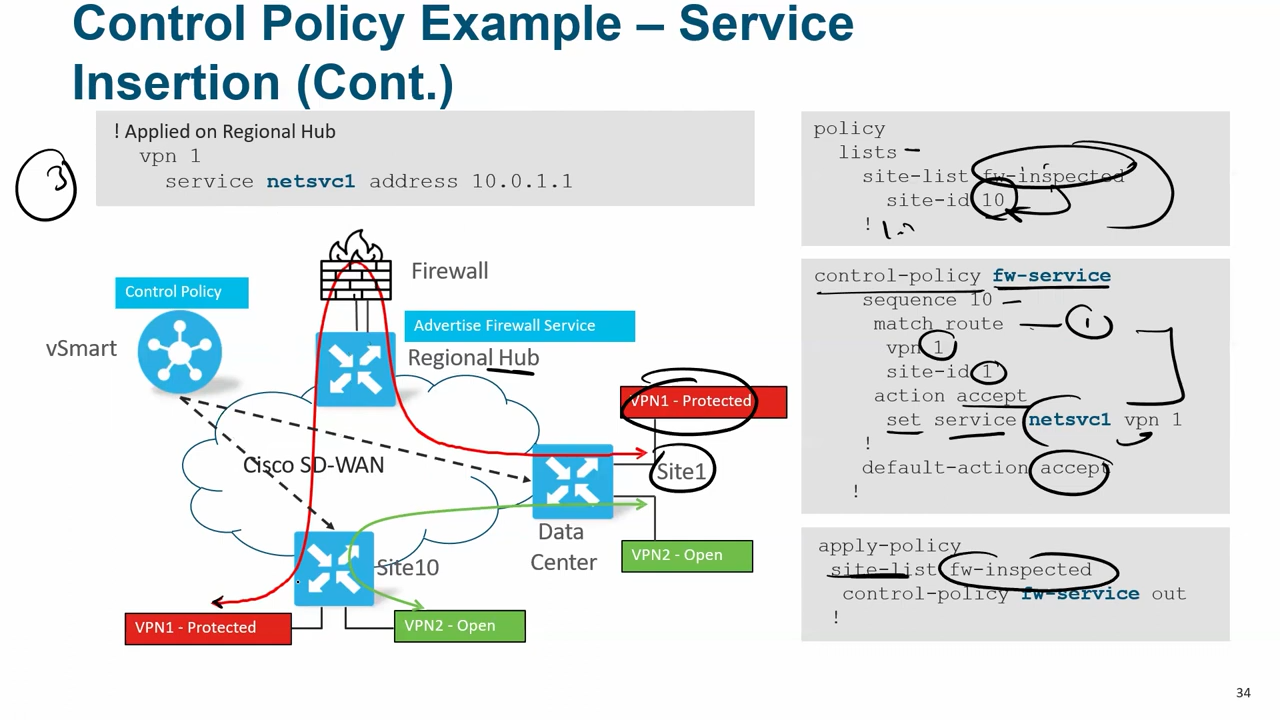 Control Policy Example – Service
Insertion (Cont.)
! Applied on Regional Hub
vpn 1
service netsvc1 address 10.0.1.1
3
policy
lists
site-list fw-inspected
site-id 10
!
control-policy fw-service
sequence 10
match route
1
vpn 1
site-id 1
action accept
set service netsvc1 vpn 1
!
default-action accept
!
apply-policy
site-list fw-inspected
control-policy fw-service out
!
Firewall
Control Policy
Advertise Firewall Service
vSmart
Regional Hub
VPN1 - Protected
Cisco SD-WAN
Site1
Data
Center
VPN2 - Open
Site10
VPN1 - Protected
VPN2 - Open
34